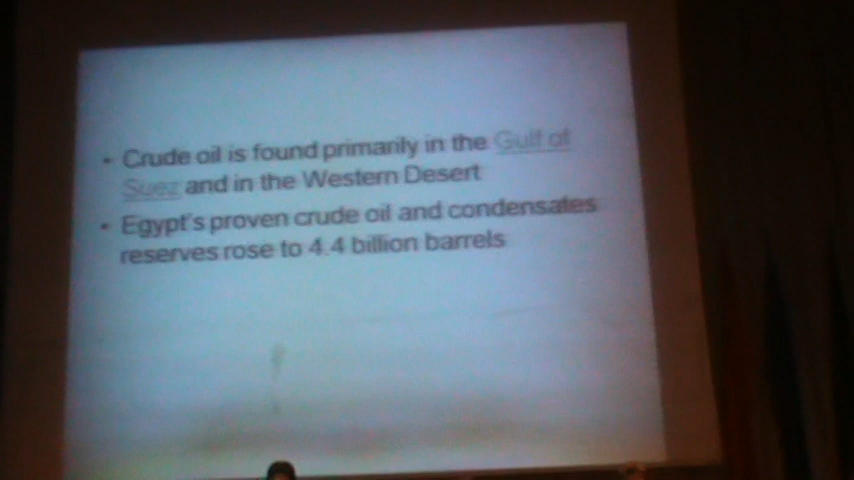 • Crude oil is found primarily in the Gulf of
Suez and in the Western Desert
• Egypt's proven crude oil and condensates
reserves rose to 4.4 billion barrels